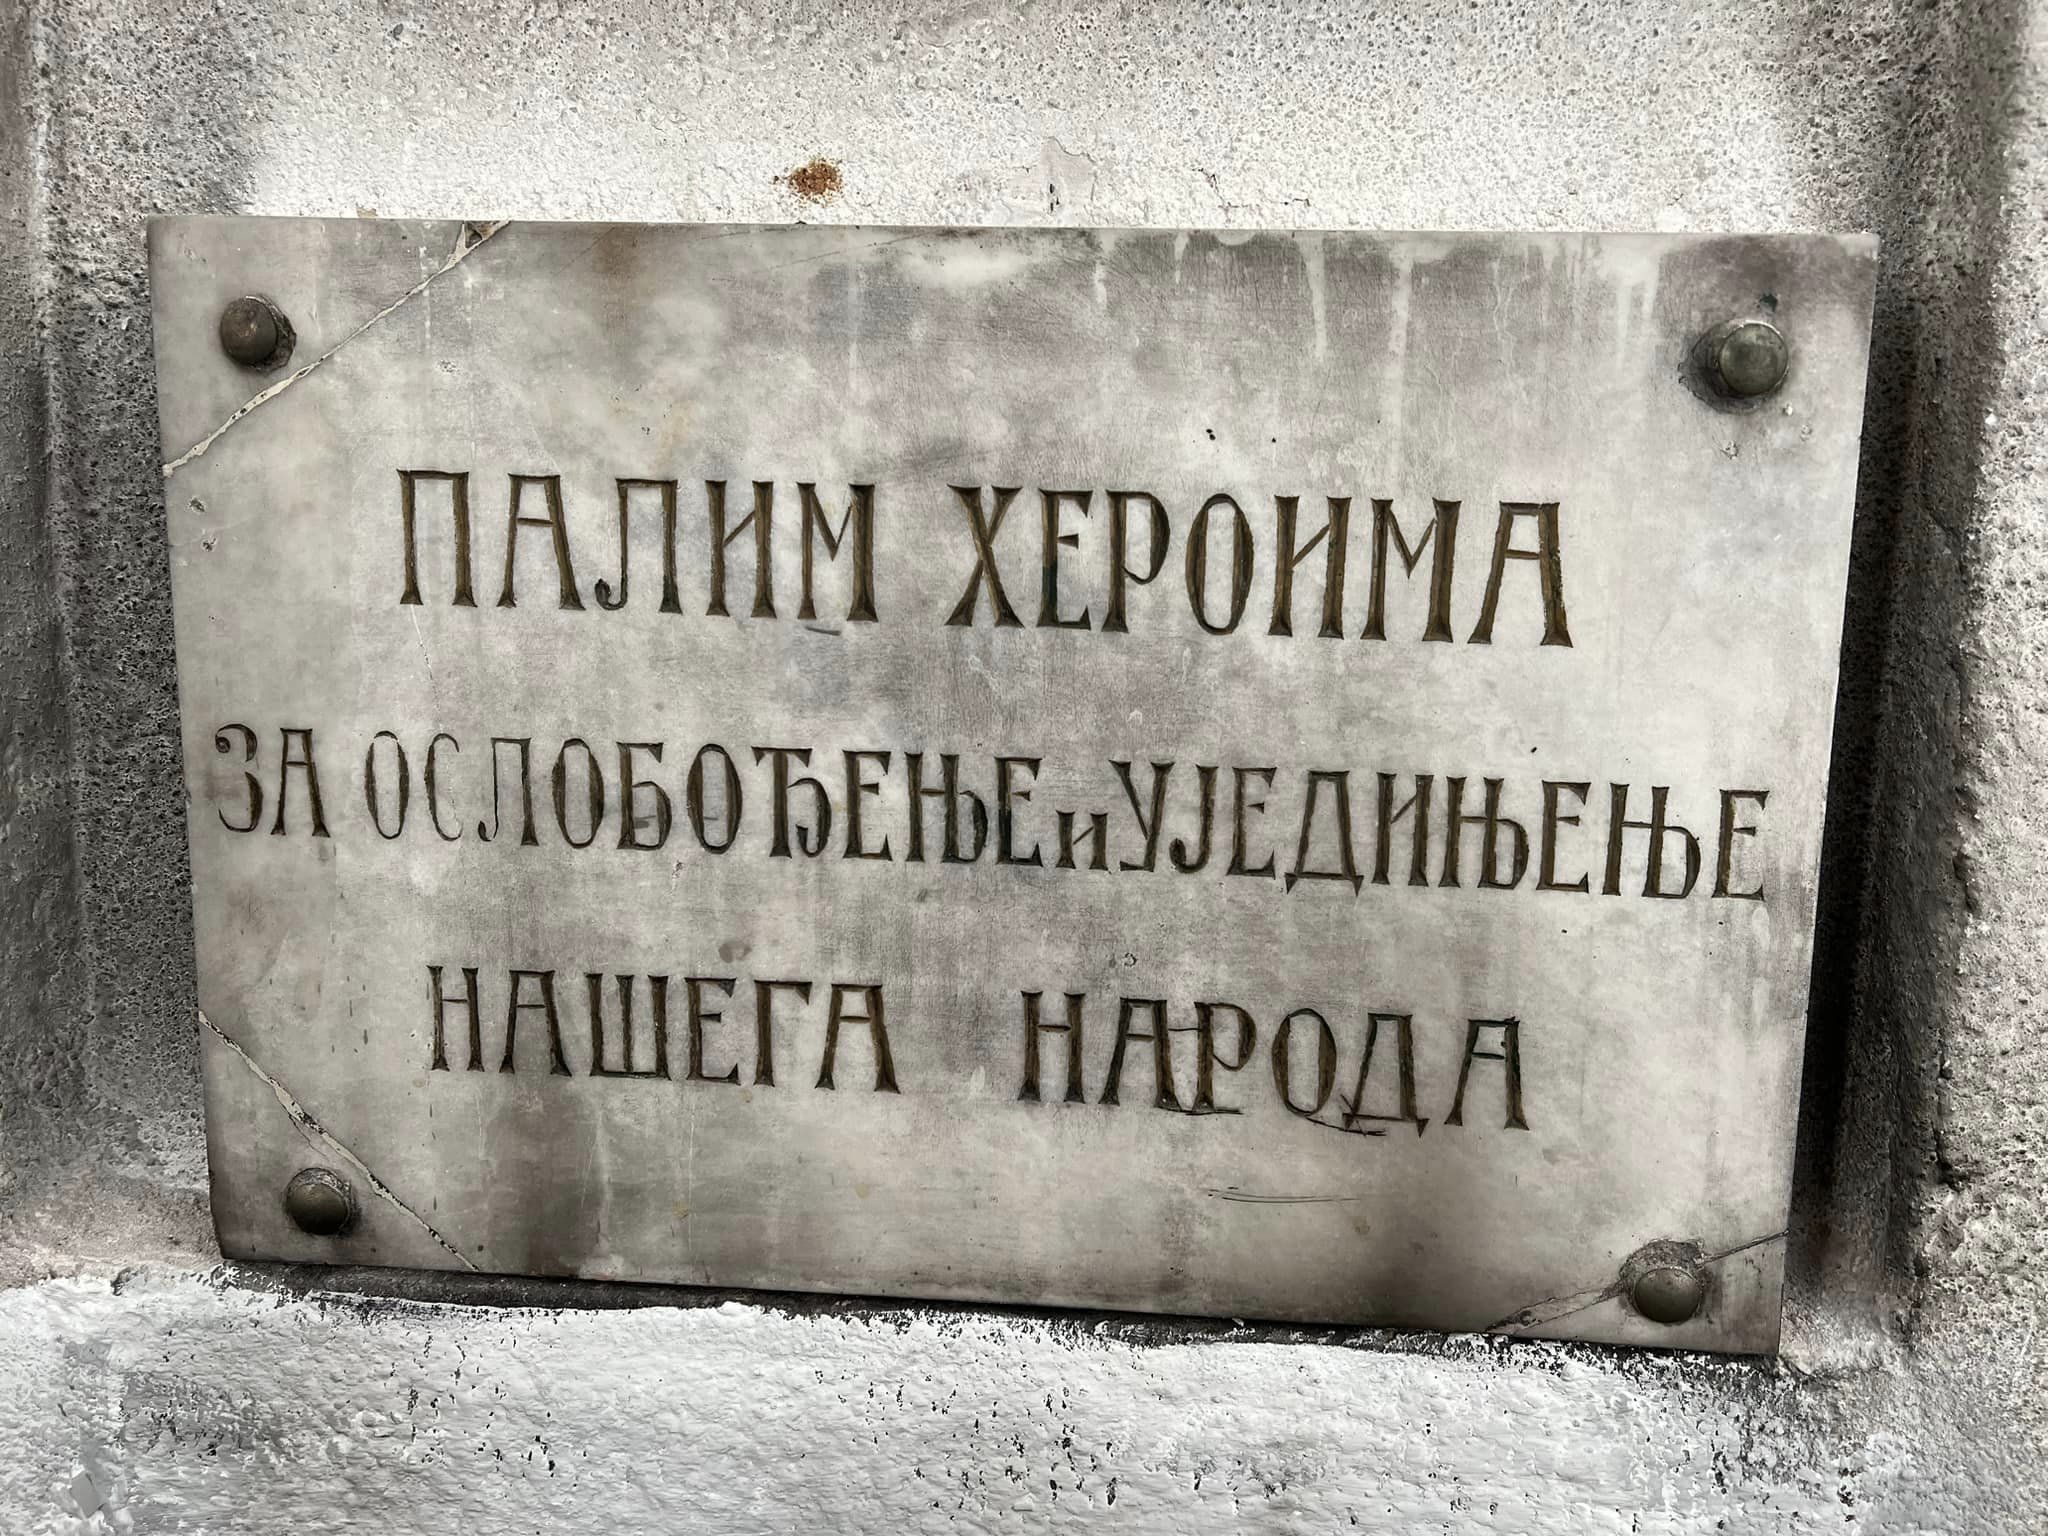 ПАЛИМ ХЕРОИМА
ЗА ОСЛОБОЂЕЊЕ и УЈЕДИЊЕЊЕ
НАШЕГА НАРОДА